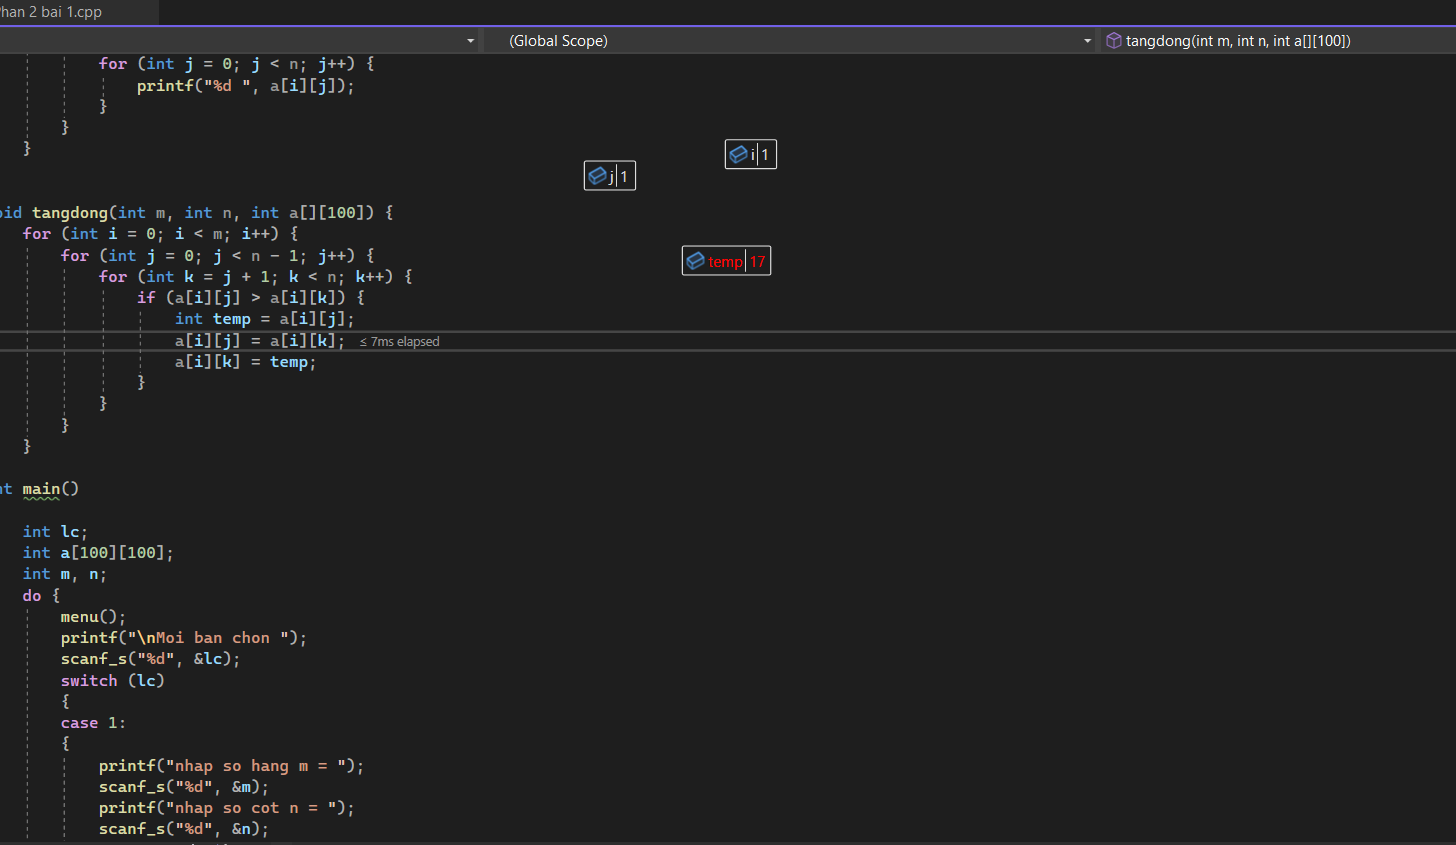 han 2 bai 1.cpp
(Global Scope)
tangdong(int m, int n, int a[][100])
for (int j = 0; j < n; j++) {
printf("%d ", a[i][j]);
}
}
}
i 1
j 1
oid tangdong(int m, int n, int a[][100]) {
for (int i = 0; i < m; i++) {
for (int j = 0; j < n - 1; j++) {
temp 17
for (int k = j + 1; k < n; k++) {
if (a[i][j] > a[i][k]) {
int temp = a[i][j];
a[i][j] = a[i][k]; ≤ 7ms elapsed
a[i][k] = temp;
}
}
}
}
nt main()
int lc;
int a[100][100];
int m, n;
do {
menu();
printf("\nMoi ban chon ");
scanf_s("%d", &lc);
switch (lc)
{
case 1:
{
printf("nhap so hang m = ");
scanf_s("%d", &m);
printf("nhap so cot n = ");
scanf_s("%d", &n);